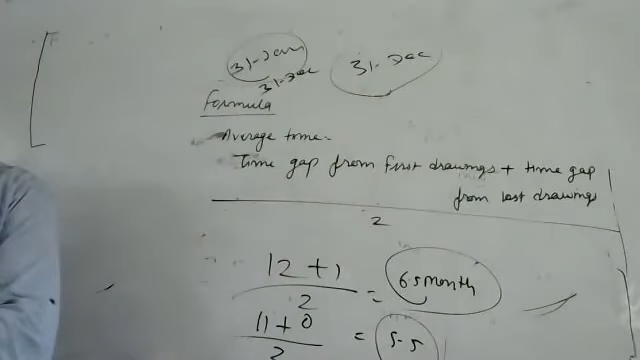 31-Jan 31-Dec
31-Dec
Formula
Average time-
Time gap from first drawings + time gap
from last drawings
2
12+1
2
= 6.5 month
11+0
2
= 5.5